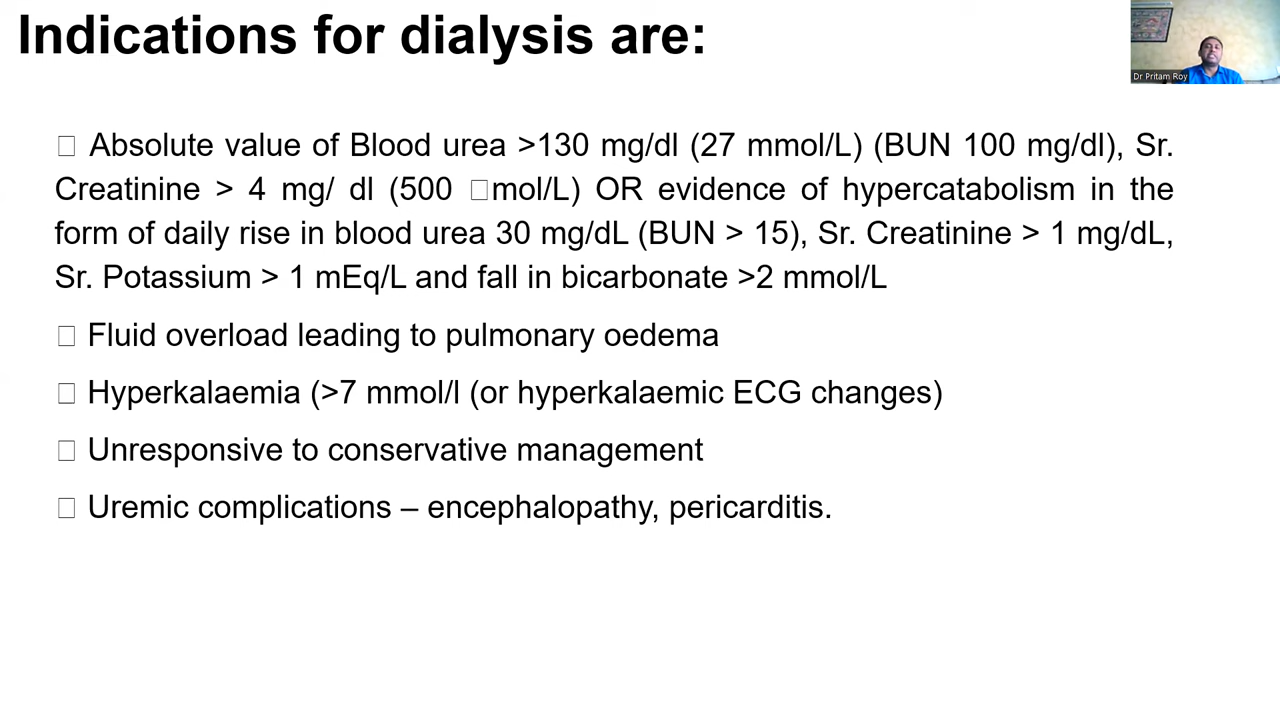 Indications for dialysis are:
Dr Pritam Roy
□ Absolute value of Blood urea >130 mg/dl (27 mmol/L) (BUN 100 mg/dl), Sr.
Creatinine > 4 mg/ dl (500 □mol/L) OR evidence of hypercatabolism in the
form of daily rise in blood urea 30 mg/dL (BUN > 15), Sr. Creatinine > 1 mg/dL,
Sr. Potassium > 1 mEq/L and fall in bicarbonate >2 mmol/L
□ Fluid overload leading to pulmonary oedema
□ Hyperkalaemia (>7 mmol/l (or hyperkalaemic ECG changes)
□ Unresponsive to conservative management
□ Uremic complications – encephalopathy, pericarditis.